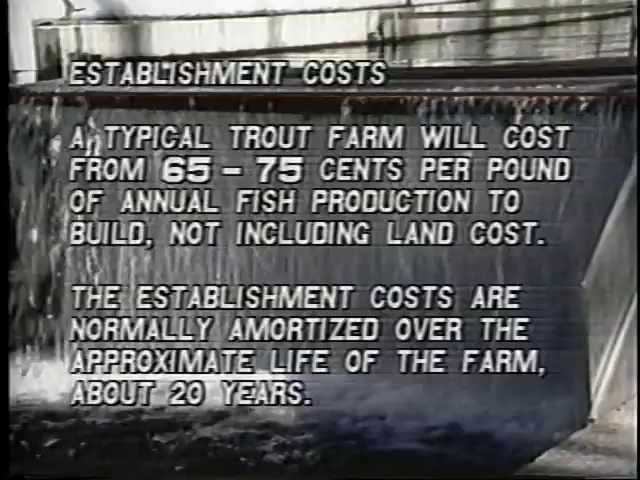 ESTABLISHMENT COSTS
A TYPICAL TROUT FARM WILL COST
FROM 65 - 75 CENTS PER POUND
OF ANNUAL FISH PRODUCTION TO
BUILD, NOT INCLUDING LAND COST.
THE ESTABLISHMENT COSTS ARE
NORMALLY AMORTIZED OVER THE
APPROXIMATE LIFE OF THE FARM,
ABOUT 20 YEARS.